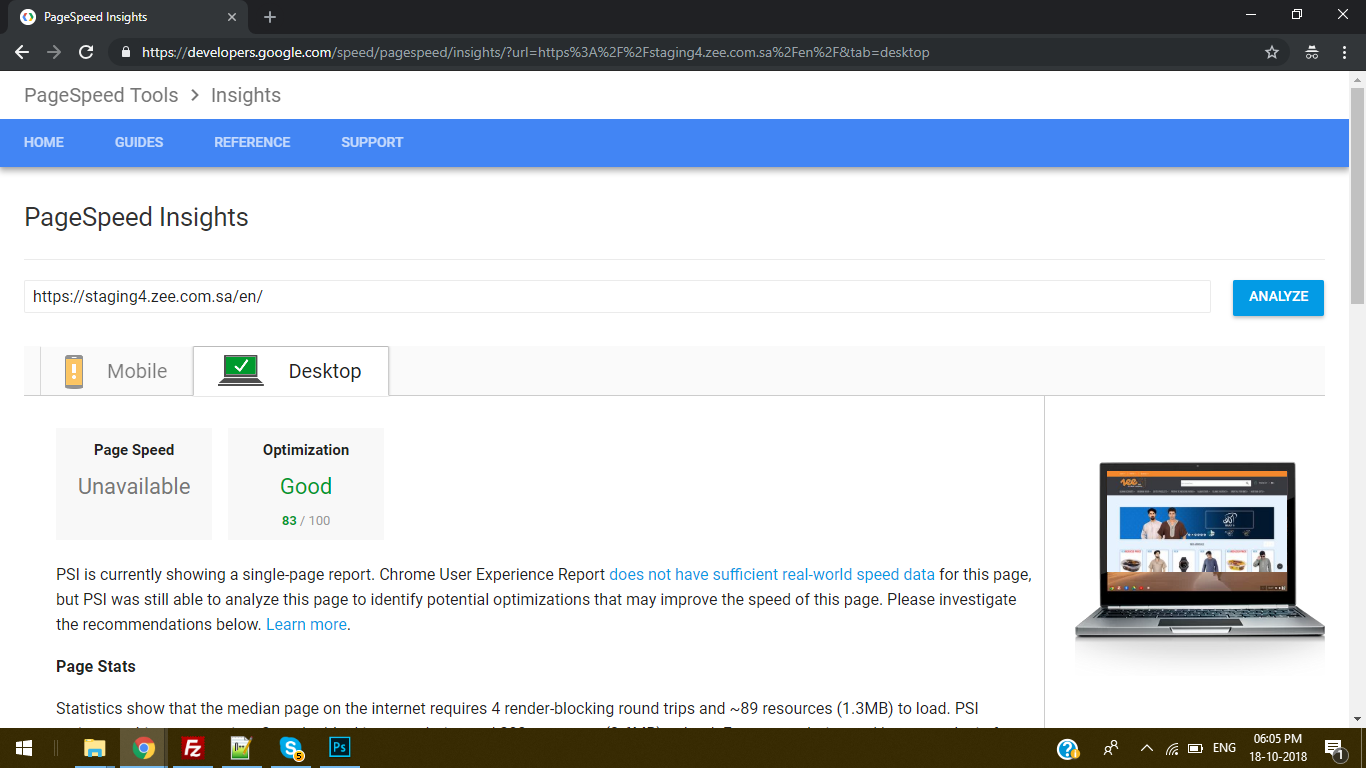 PageSpeed Insights
https://developers.google.com/speed/pagespeed/insights/?url=https%3A%2F%2Fstaging4.zee.com.sa%2Fen%2F&tab=desktop
PageSpeed Tools > Insights
HOME GUIDES REFERENCE SUPPORT
PageSpeed Insights
https://staging4.zee.com.sa/en/
ANALYZE
Mobile Desktop
Page Speed
Unavailable
Optimization
Good
83 / 100
PSI is currently showing a single-page report. Chrome User Experience Report does not have sufficient real-world speed data for this page,
but PSI was still able to analyze this page to identify potential optimizations that may improve the speed of this page. Please investigate
the recommendations below. Learn more.
zee
Page Stats
Statistics show that the median page on the internet requires 4 render-blocking round trips and ~89 resources (1.3MB) to load. PSI
Fz
Ps
5
ENG
06:05 PM
18-10-2018
1